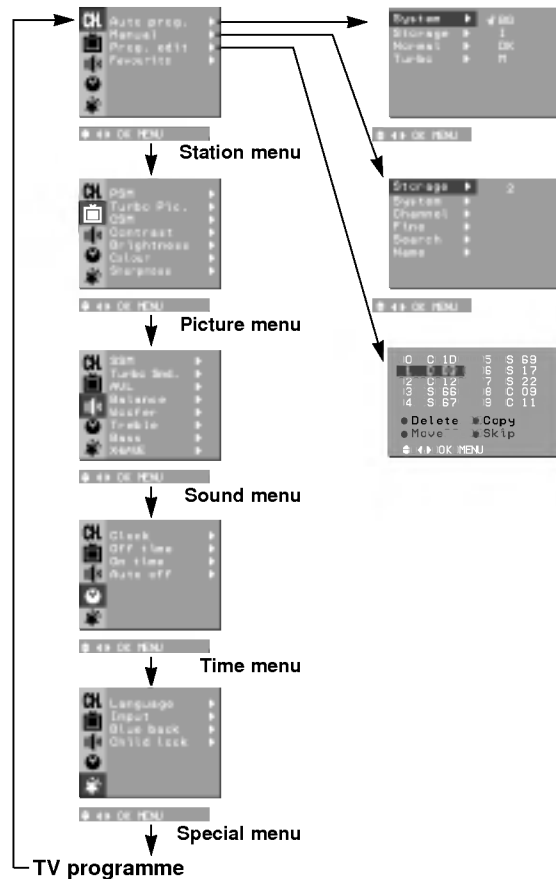 CH. Auto prog.
Manual
Prog. edit
Favourite
OK MENU
Station menu
CH. PSM
Turbo Pic.
CSM
Contrast
Brightness
Colour
Sharpness
OK MENU
Picture menu
CH. SSM
Turbo Snd.
AVL
Balance
Woofer
Treble
Bass
OK MENU
Sound menu
CH. Clock
Off time
On time
Auto off
OK MENU
Time menu
CH. Language
Input
Blue back
Child lock
OK MENU
Special menu
TV programme
System BG
Storage I
Normal DK
Turbo M
OK MENU
Storage 2
System
Channel
Fine
Search
Name
OK MENU
0 C 10 5 S 69
1 C 6 S 17
2 C 12 7 S 22
3 S 66 8 C 09
4 S 67 9 C 11
Delete Copy
Move Skip
OK MENU